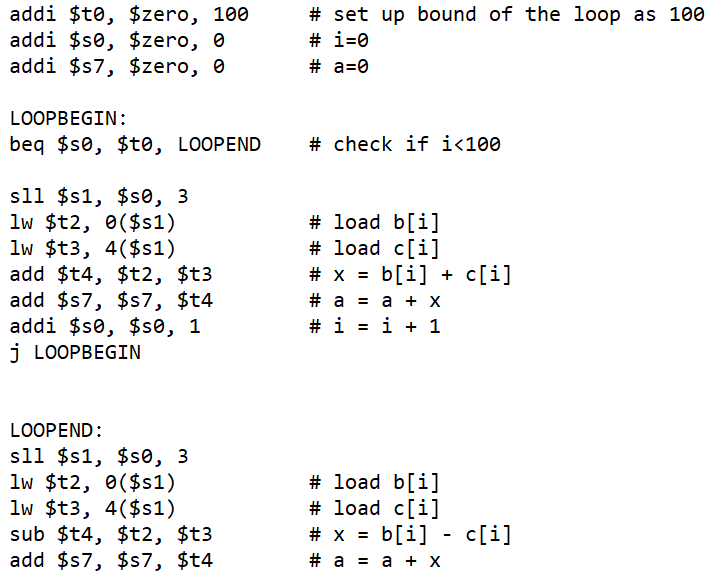 addi $t0, $zero, 100 # set up bound of the loop as 100
addi $s0, $zero, 0 # i=0
addi $s7, $zero, 0 # a=0
LOOPBEGIN:
beq $s0, $t0, LOOPEND # check if i<100
sll $s1, $s0, 3
lw $t2, 0($s1) # load b[i]
lw $t3, 4($s1) # load c[i]
add $t4, $t2, $t3 # x = b[i] + c[i]
add $s7, $s7, $t4 # a = a + x
addi $s0, $s0, 1 # i = i + 1
j LOOPBEGIN
LOOPEND:
sll $s1, $s0, 3
lw $t2, 0($s1) # load b[i]
lw $t3, 4($s1) # load c[i]
sub $t4, $t2, $t3 # x = b[i] - c[i]
add $s7, $s7, $t4 # a = a + x